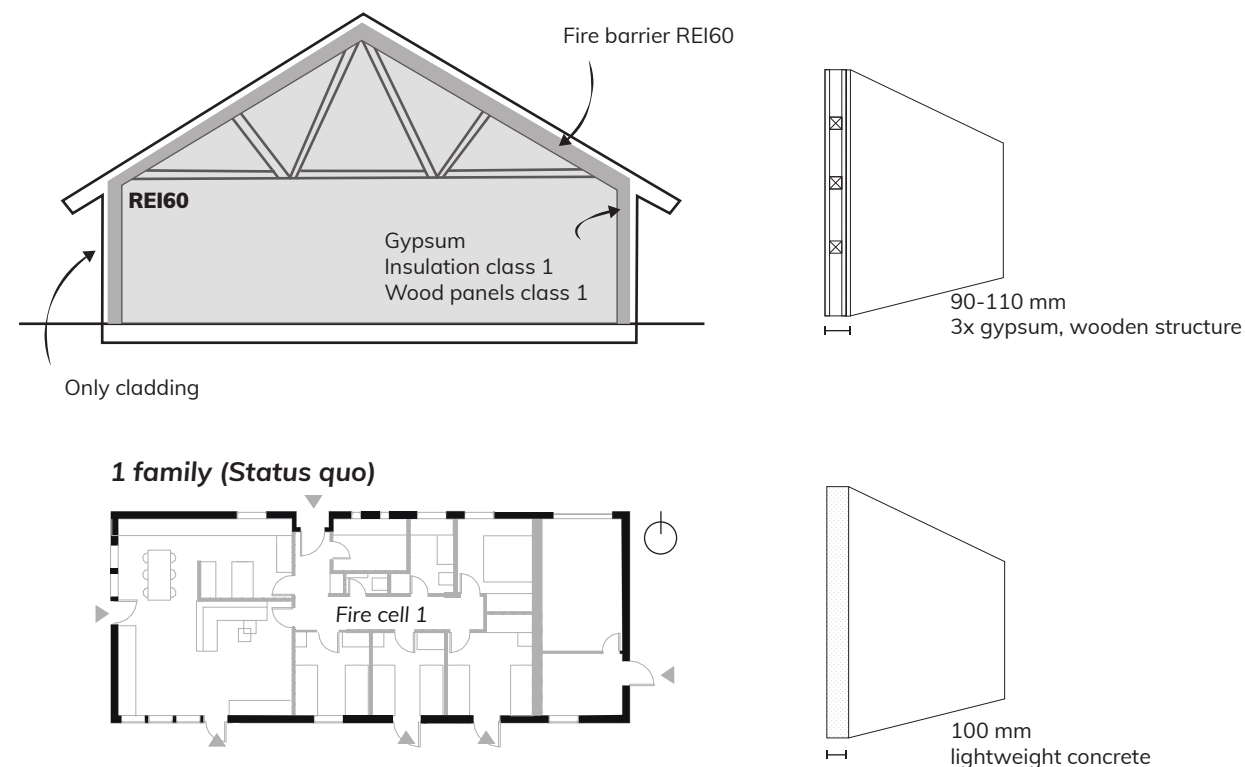 Fire barrier REI60
REI60
Gypsum
Insulation class 1
Wood panels class 1
Only cladding
90-110 mm
3x gypsum, wooden structure
1 family (Status quo)
Fire cell 1
100 mm
lightweight concrete